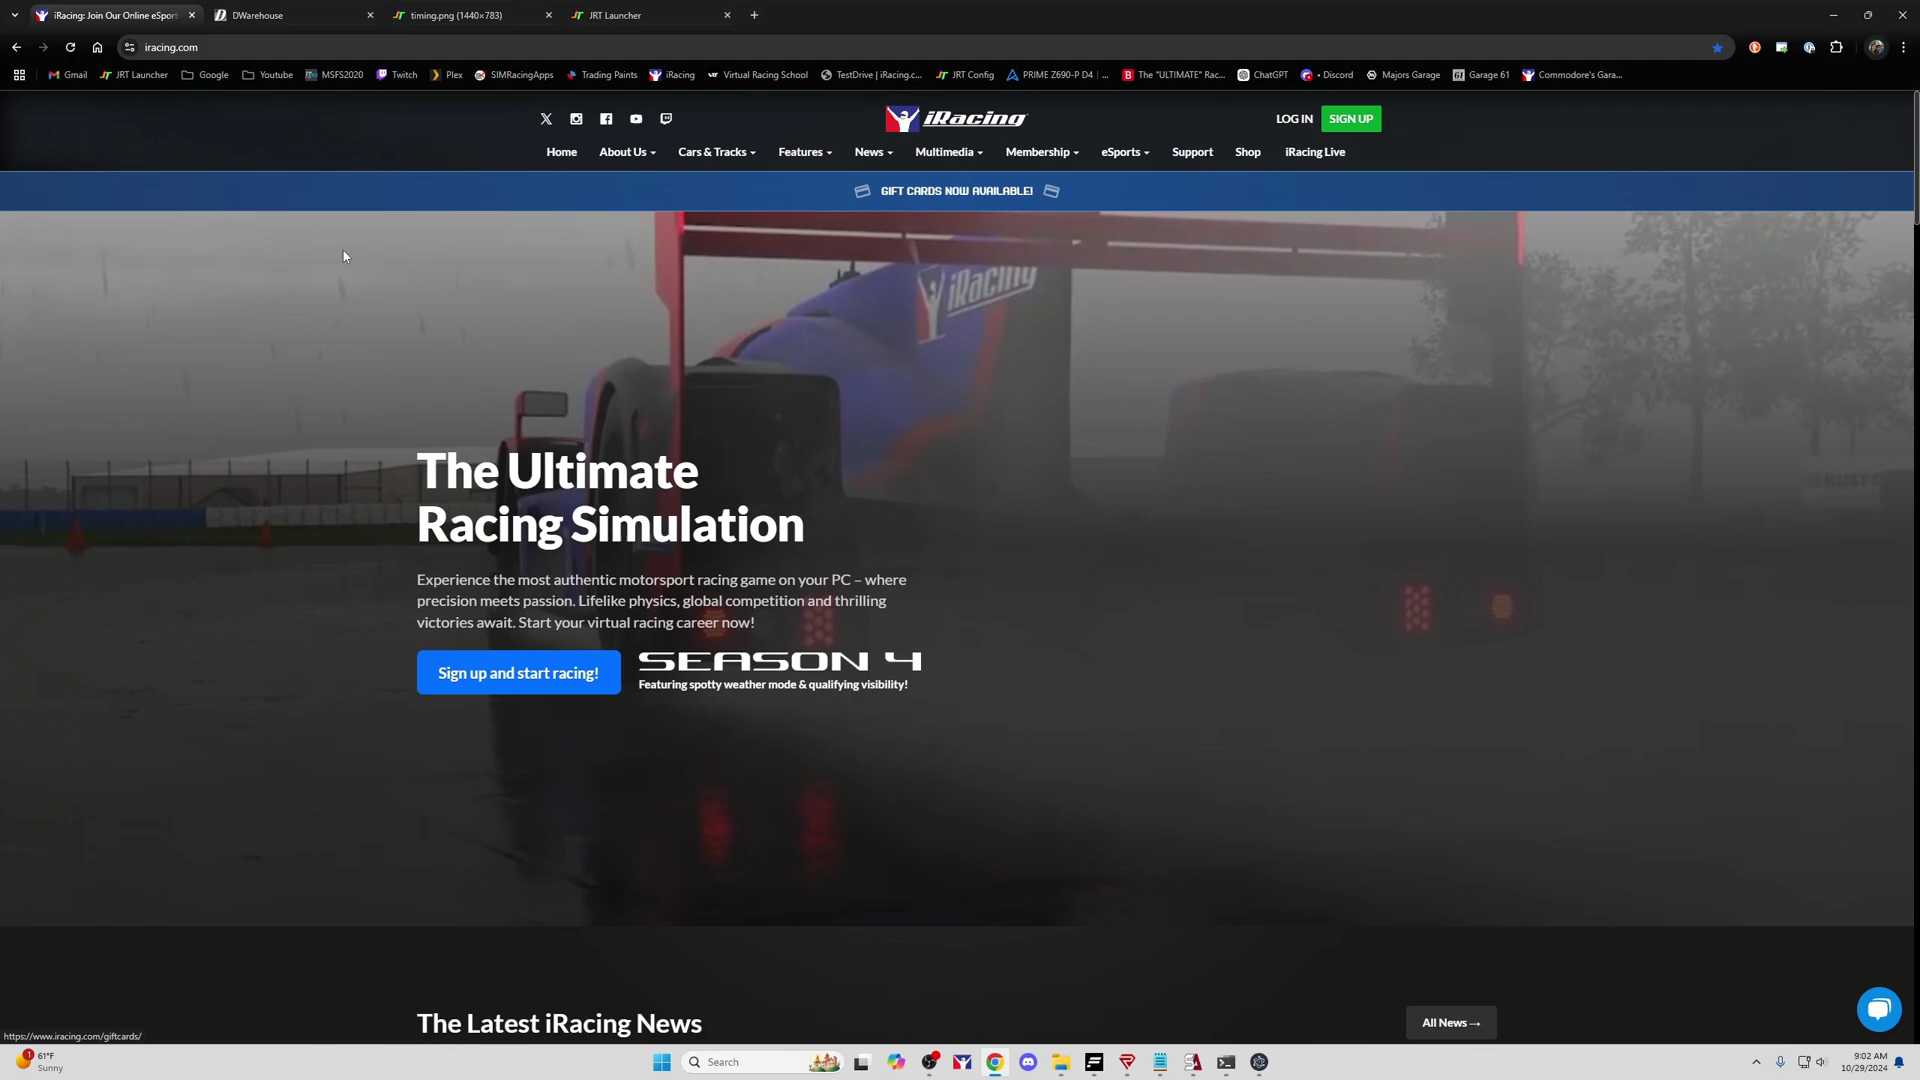 iRacing: Join Our Online eSport
DWarehouse
timing.png (1440×783)
JRT Launcher
iracing.com
Gmail
JRT Launcher
Google
Youtube
MSFS2020
Twitch
Plex
SIMRacingApps
Trading Paints
iRacing
Virtual Racing School
TestDrive | iRacing.c...
JRT Config
PRIME Z690-P D4 | ...
The "ULTIMATE" Rac...
ChatGPT
• Discord
Majors Garage
Garage 61
Commodore's Gara...
iRacing
LOG IN
SIGN UP
Home
About Us
Cars & Tracks
Features
News
Multimedia
Membership
eSports
Support
Shop
iRacing Live
GIFT CARDS NOW AVAILABLE!
iRacing
The Ultimate
Racing Simulation
Experience the most authentic motorsport racing game on your PC – where
precision meets passion. Lifelike physics, global competition and thrilling
victories await. Start your virtual racing career now!
Sign up and start racing!
SEASON 4
Featuring spotty weather mode & qualifying visibility!
The Latest iRacing News
All News→
https://www.iracing.com/giftcards/
1
61°F
Sunny
Search
9:02 AM
10/29/2024